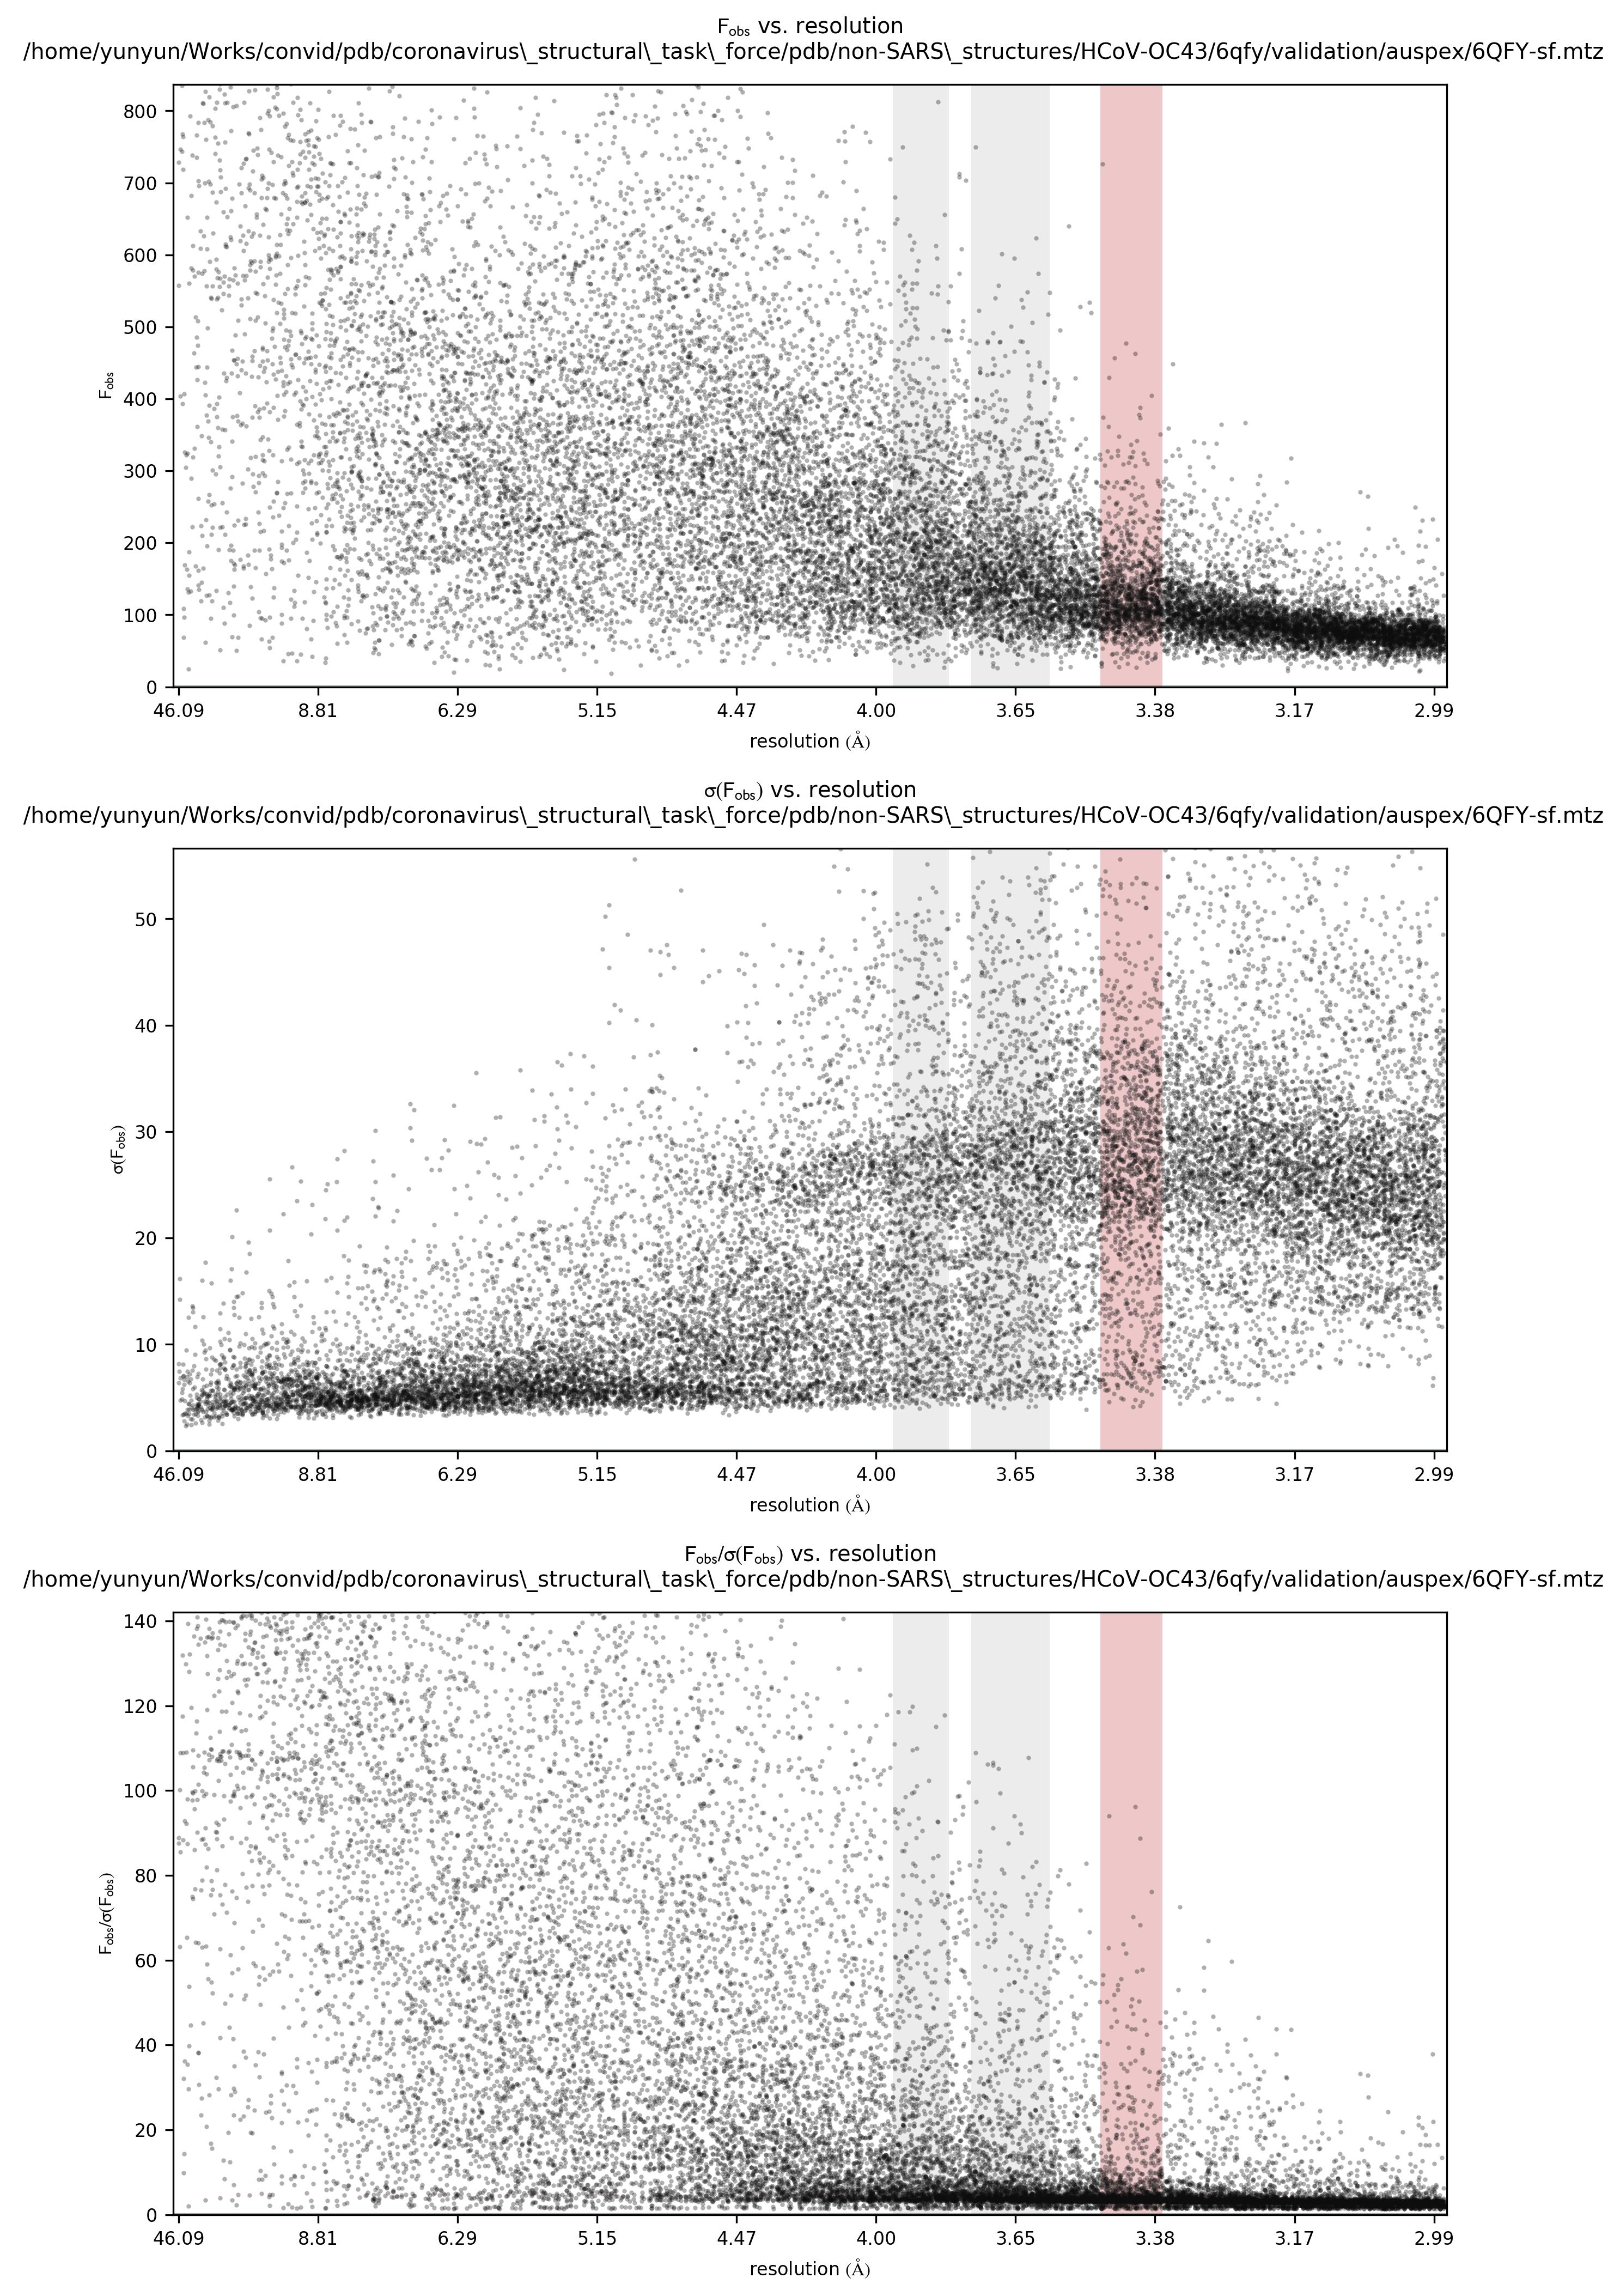 Fobs vs. resolution
/home/yunyun/Works/convid/pdb/coronavirus\_structural\_task\_force/pdb/non-SARS\_structures/HCoV-OC43/6qfy/validation/auspex/6QFY-sf.mtz
800
700
600
500
400
300
200
100
0
Fobs
46.09 8.81 6.29 5.15 4.47 4.00 3.65 3.38 3.17 2.99
resolution (Å)
σ(Fobs) vs. resolution
/home/yunyun/Works/convid/pdb/coronavirus\_structural\_task\_force/pdb/non-SARS\_structures/HCoV-OC43/6qfy/validation/auspex/6QFY-sf.mtz
50
40
30
20
10
0
σ(Fobs)
46.09 8.81 6.29 5.15 4.47 4.00 3.65 3.38 3.17 2.99
resolution (Å)
Fobs/σ(Fobs) vs. resolution
/home/yunyun/Works/convid/pdb/coronavirus\_structural\_task\_force/pdb/non-SARS\_structures/HCoV-OC43/6qfy/validation/auspex/6QFY-sf.mtz
140
120
100
80
60
40
20
0
Fobs/σ(Fobs)
46.09 8.81 6.29 5.15 4.47 4.00 3.65 3.38 3.17 2.99
resolution (Å)